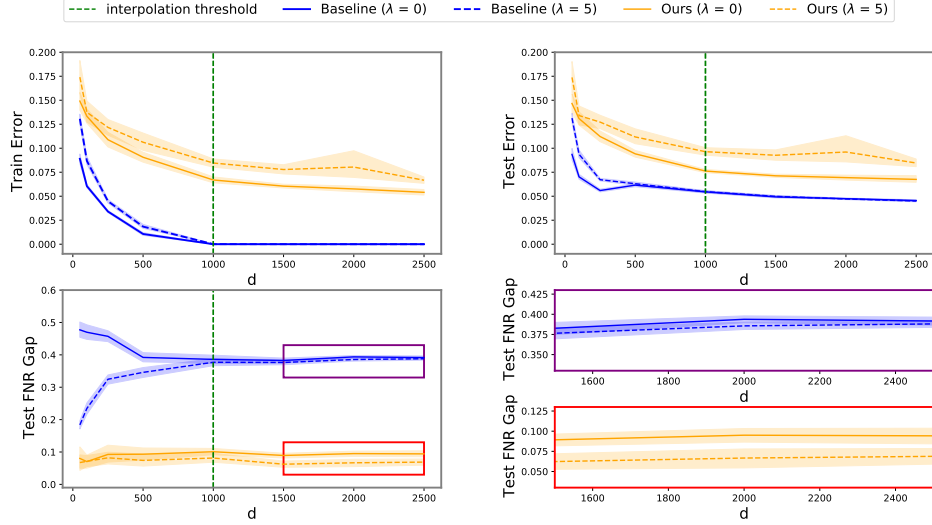 interpolation threshold Baseline (λ = 0) Baseline (λ = 5) Ours (λ = 0) Ours (λ = 5)
Train Error
0.200
0.175
0.150
0.125
0.100
0.075
0.050
0.025
0.000
0 500 1000 1500 2000 2500
d
Test Error
0.200
0.175
0.150
0.125
0.100
0.075
0.050
0.025
0.000
0 500 1000 1500 2000 2500
d
Test FNR Gap
0.6
0.5
0.4
0.3
0.2
0.1
0.0
0 500 1000 1500 2000 2500
d
Test FNR Gap
0.425
0.400
0.375
0.350
1600 1800 2000 2200 2400
d
Test FNR Gap
0.125
0.100
0.075
0.050
1600 1800 2000 2200 2400
d